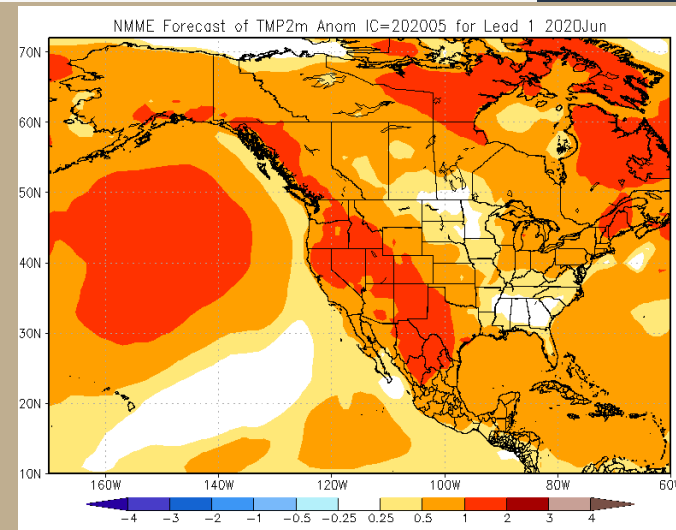 NMME Forecast of TMP2m Anom IC=202005 for Lead 1 2020Jun
70N
60N
50N
40N
30N
20N
10N
160W 140W 120W 100W 80W 60W
-4 -3 -2 -1 -0.5 -0.25 0.25 0.5 1 2 3 4